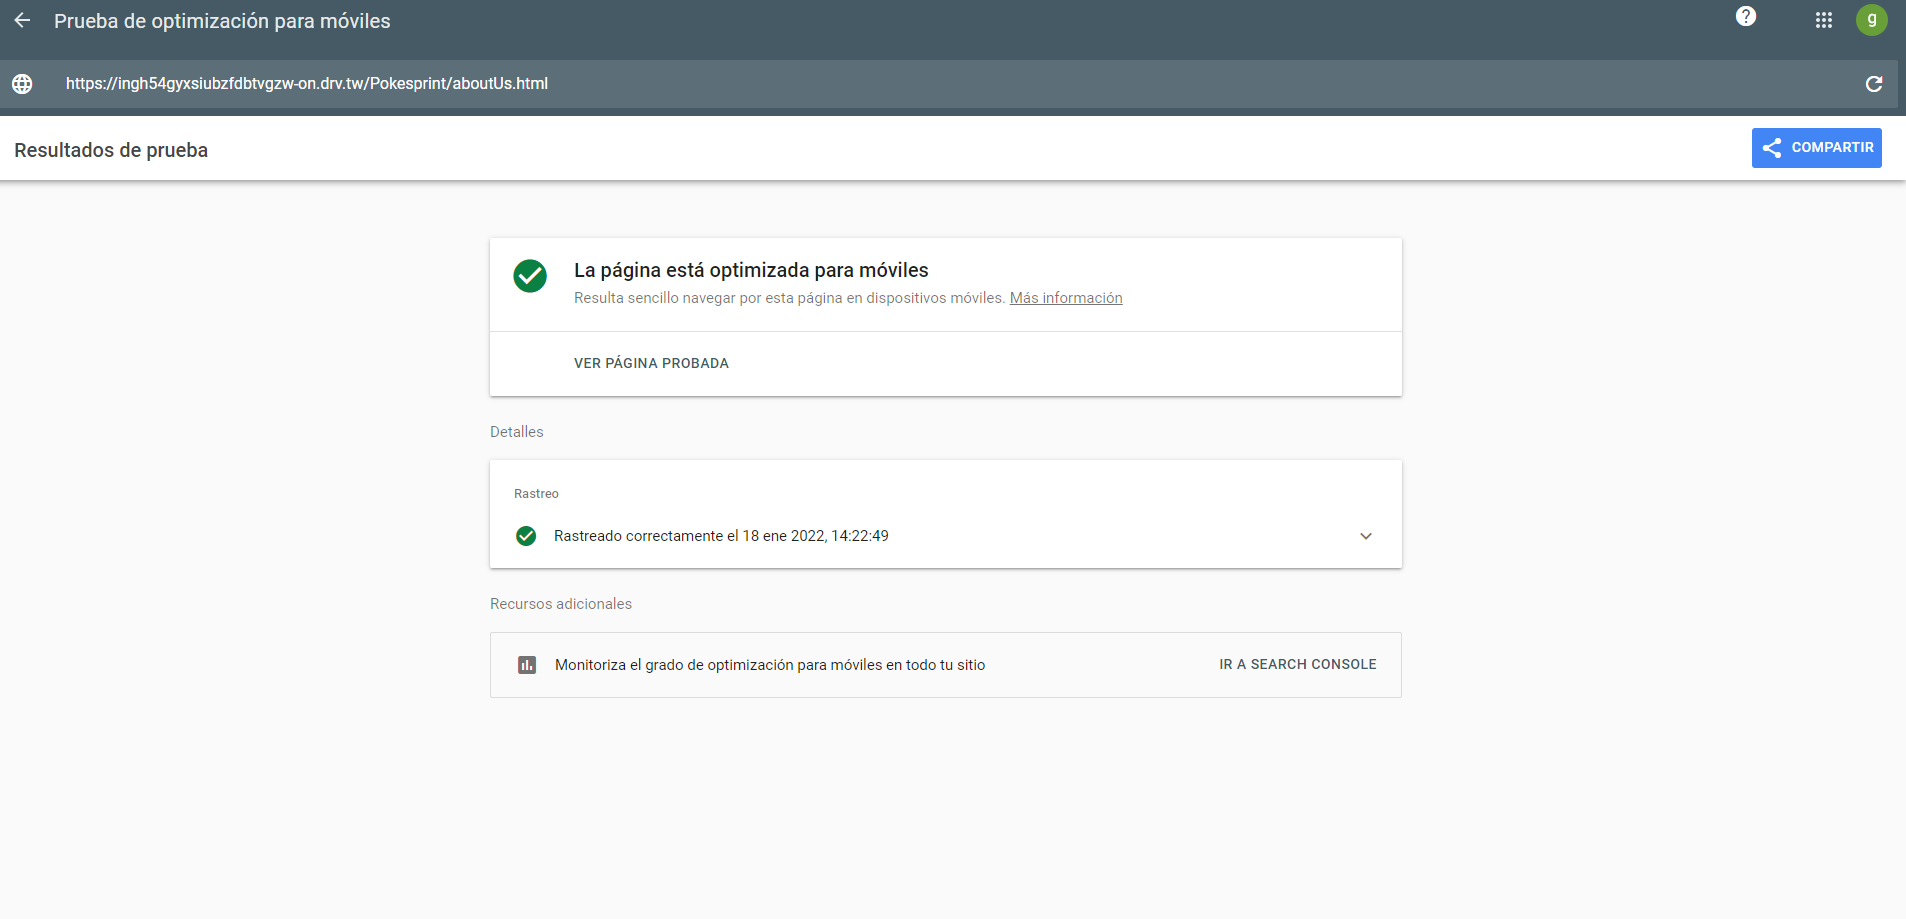 Prueba de optimización para móviles
g
https://ingh54gyxsiubzfdbtvgzw-on.drv.tw/Pokesprint/aboutUs.html
Resultados de prueba
COMPARTIR
La página está optimizada para móviles
Resulta sencillo navegar por esta página en dispositivos móviles. Más información
VER PÁGINA PROBADA
Detalles
Rastreo
Rastreado correctamente el 18 ene 2022, 14:22:49
Recursos adicionales
Monitoriza el grado de optimización para móviles en todo tu sitio
IR A SEARCH CONSOLE